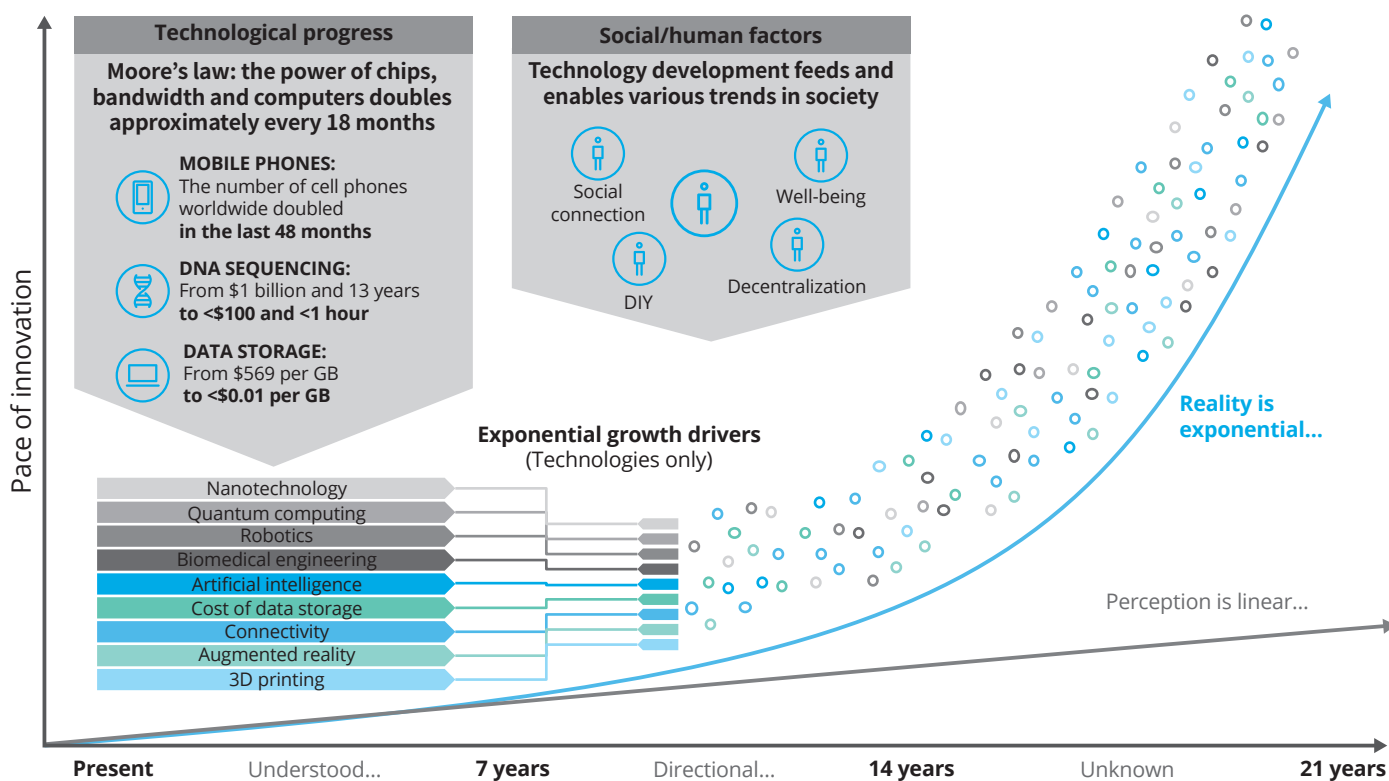 Technological progress
Moore's law: the power of chips,
bandwidth and computers doubles
approximately every 18 months
MOBILE PHONES:
The number of cell phones
worldwide doubled
in the last 48 months
DNA SEQUENCING:
From $1 billion and 13 years
to <$100 and <1 hour
DATA STORAGE:
From $569 per GB
to <$0.01 per GB
Social/human factors
Technology development feeds and
enables various trends in society
Social
connection
Well-being
DIY
Decentralization
Pace of innovation
Exponential growth drivers
(Technologies only)
Nanotechnology
Quantum computing
Robotics
Biomedical engineering
Artificial intelligence
Cost of data storage
Connectivity
Augmented reality
3D printing
Reality is
exponential...
Perception is linear...
Present
Understood...
7 years
Directional...
14 years
Unknown
21 years